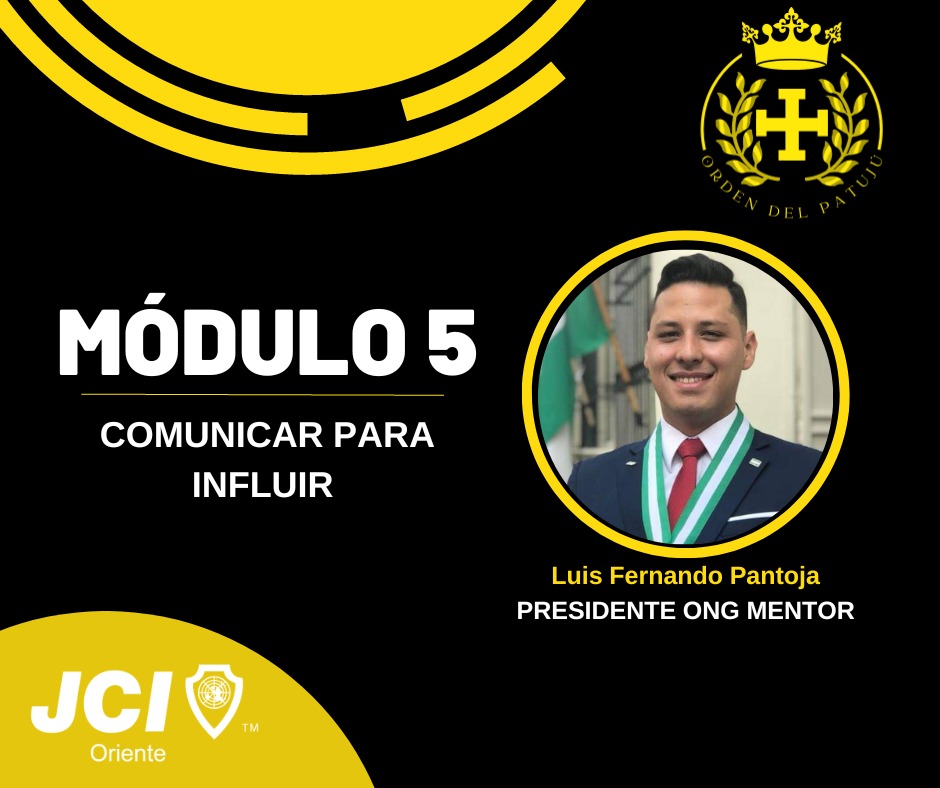 ORDEN DEL PATUJÚ
MÓDULO 5
COMUNICAR PARA
INFLUIR
Luis Fernando Pantoja
PRESIDENTE ONG MENTOR
JCI
TM
Oriente